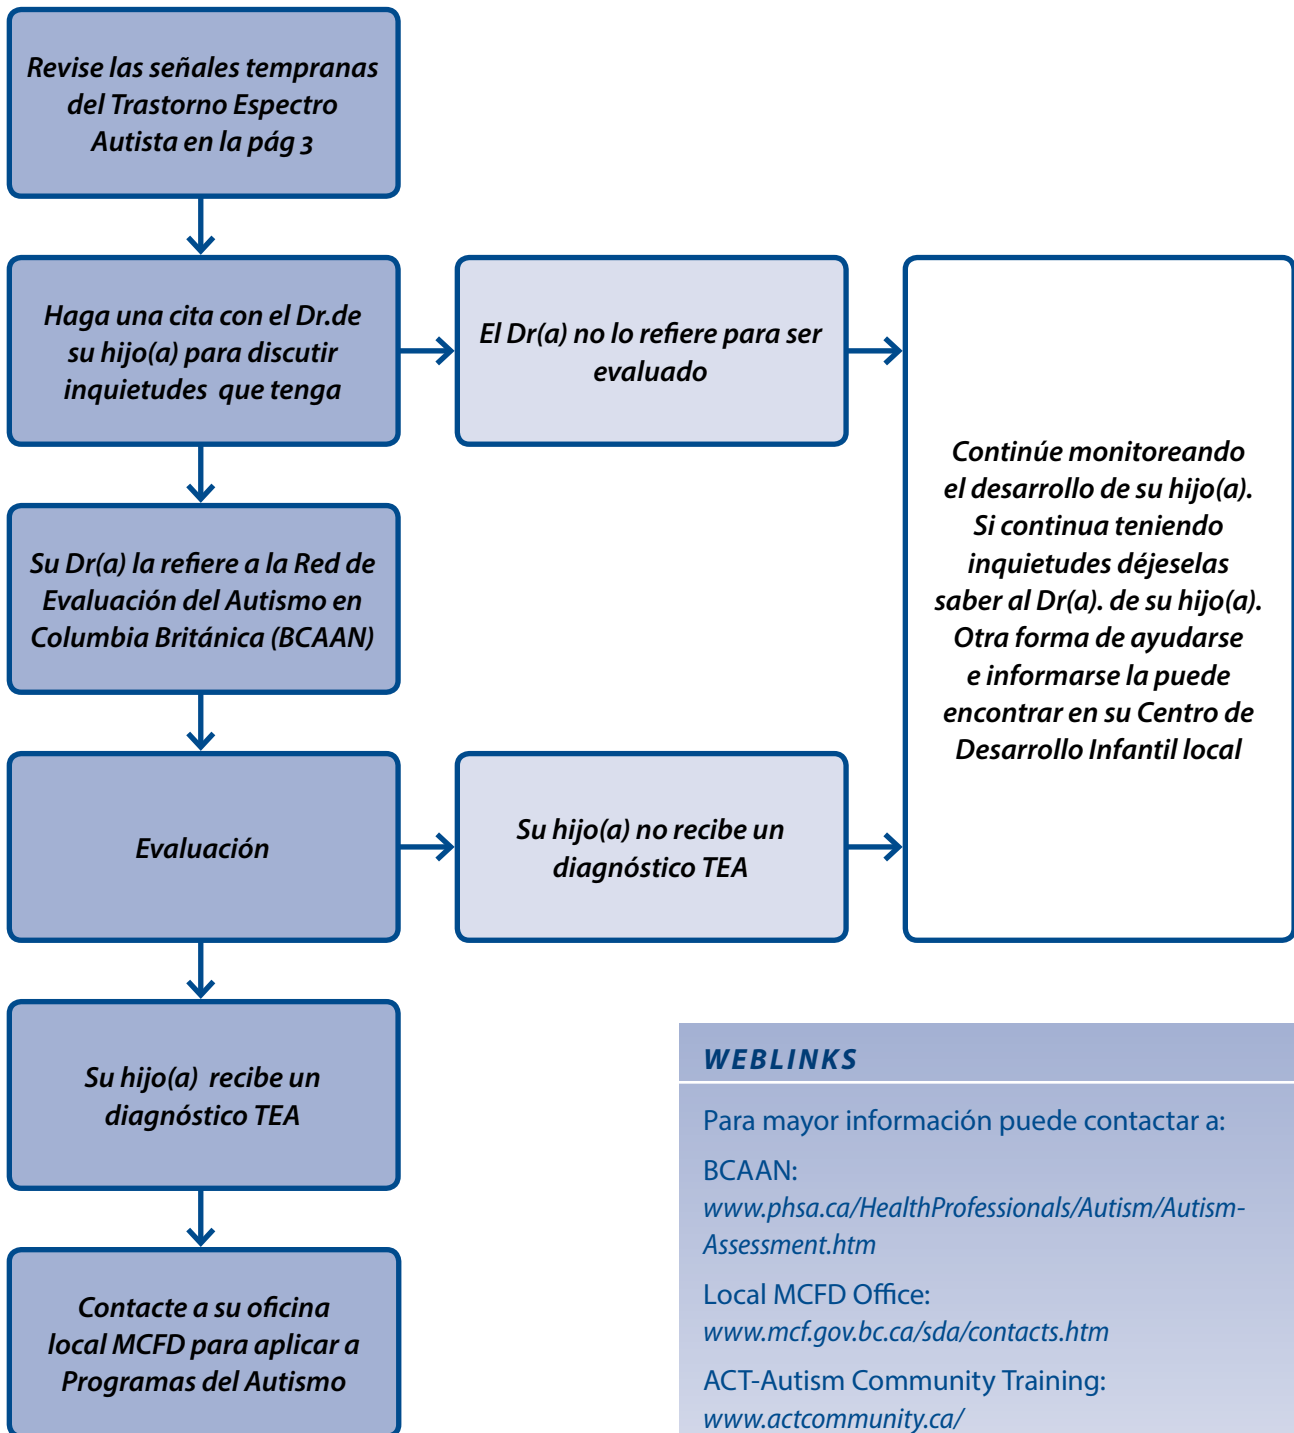 Revise las señales tempranas
del Trastorno Espectro
Autista en la pág 3
Haga una cita con el Dr.de
su hijo(a) para discutir
inquietudes que tenga
El Dr(a) no lo refiere para ser
evaluado
Su Dr(a) la refiere a la Red de
Evaluación del Autismo en
Columbia Británica (BCAAN)
Continúe monitoreando
el desarrollo de su hijo(a).
Si continua teniendo
inquietudes déjeselas
saber al Dr(a). de su hijo(a).
Otra forma de ayudarse
e informarse la puede
encontrar en su Centro de
Desarrollo Infantil local
Evaluación
Su hijo(a) no recibe un
diagnóstico TEA
Su hijo(a) recibe un
diagnóstico TEA
Contacte a su oficina
local MCFD para aplicar a
Programas del Autismo
WEBLINKS
Para mayor información puede contactar a:
BCAAN:
www.phsa.ca/HealthProfessionals/Autism/Autism-
Assessment.htm
Local MCFD Office:
www.mcf.gov.bc.ca/sda/contacts.htm
ACT-Autism Community Training:
www.actcommunity.ca/